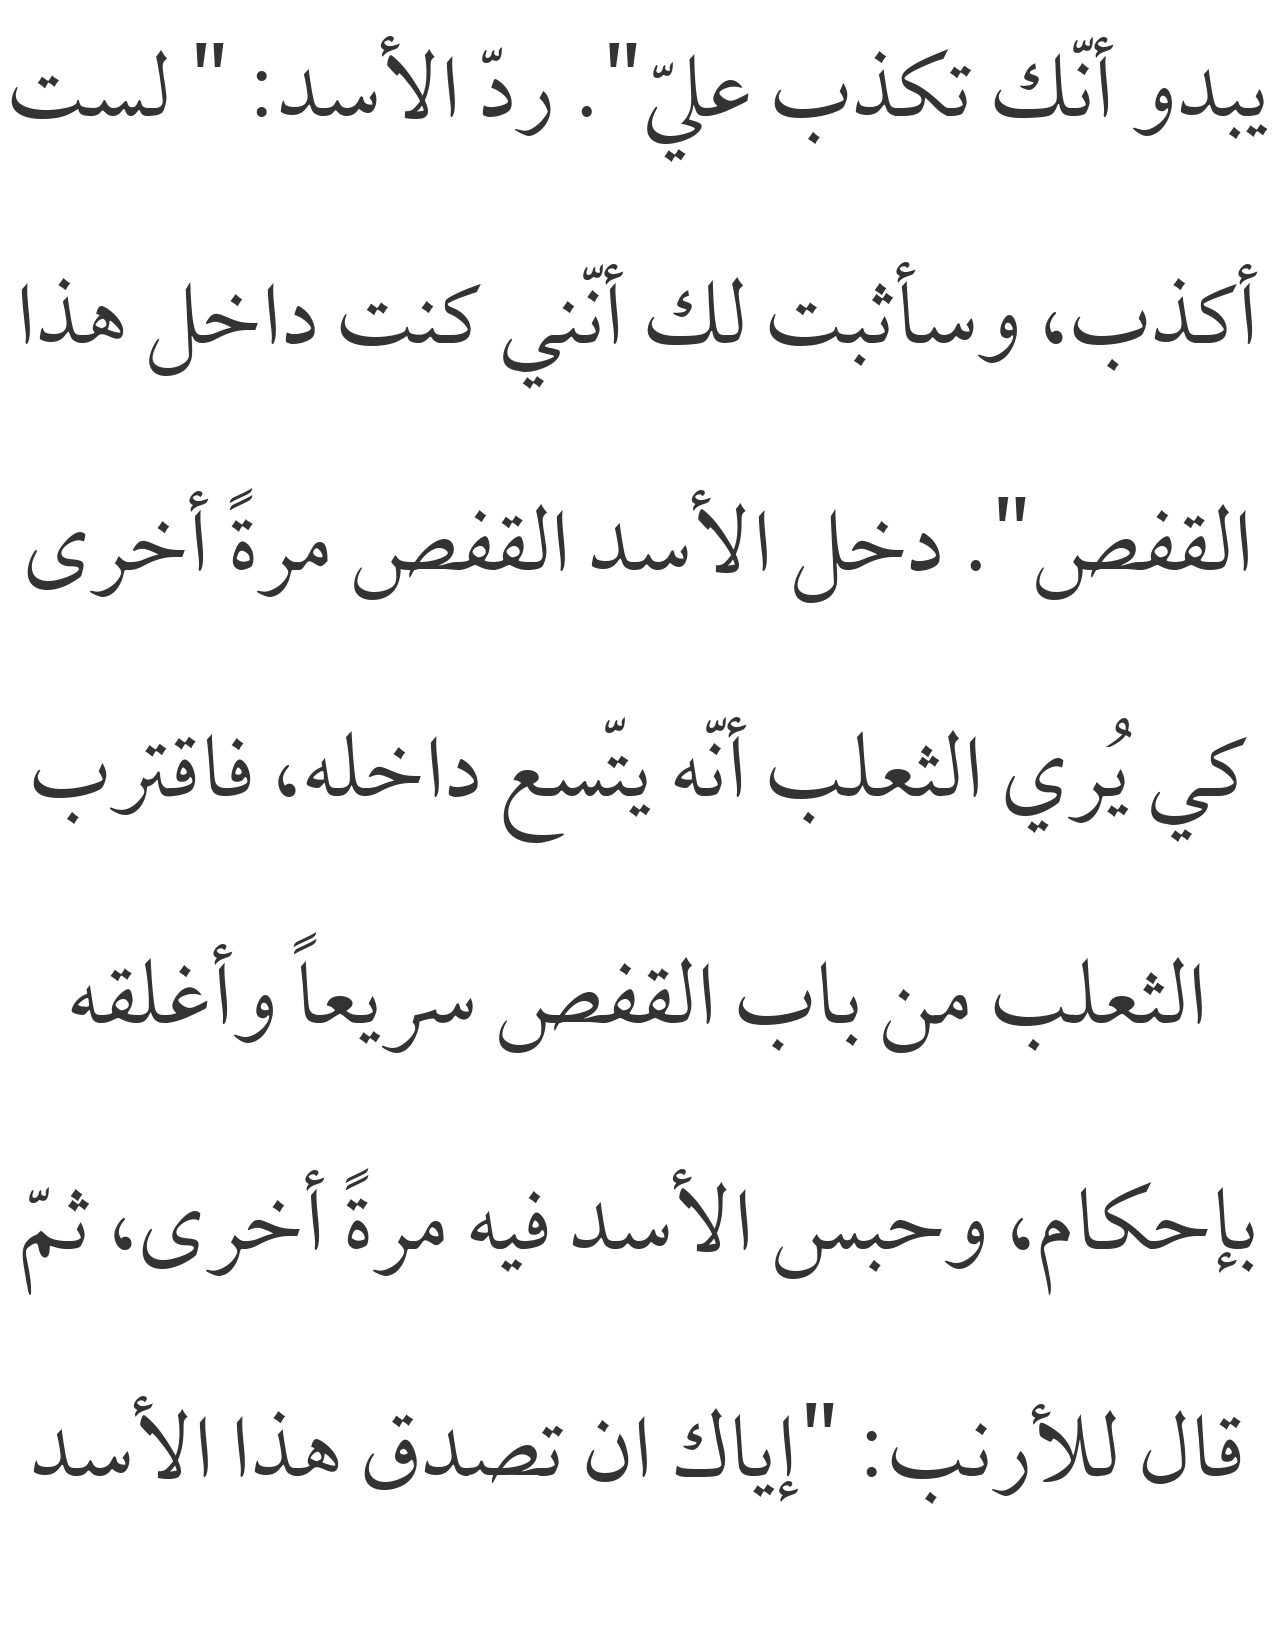 يبدو أنّك تكذب عليّ". ردّ الأسد: " لست
أكذب، وسأثبت لك أنّني كنت داخل هذا
القفص". دخل الأسد القفص مرةً أخرى
كي يُري الثعلب أنّه يتّسع داخله، فاقترب
الثعلب من باب القفص سريعاً وأغلقه
بإحكام، وحبس الأسد فيه مرةً أخرى، ثمّ
قال للأرنب: "إياك ان تصدق هذا الأسد